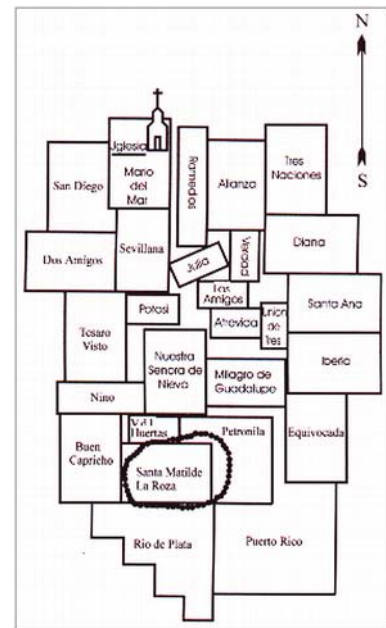 N
S
Iglesia
Mario
del
Mar
San Diego
Remedios
Alianza
Tres
Naciones
Dos Amigos
Sevillana
Julia
Verdad
Diana
Los
Amigos
Santa Ana
Potosi
Atrevida
Union
de
Tres
Tesaro
Visto
Nuestra
Senora de
Nieva
Milagro de
Guadalupe
Iberia
Nino
V.d.l.
Huertas
Petronila
Equivocada
Buen
Capricho
Santa Matilde
La Roza
Rio de Plata
Puerto Rico